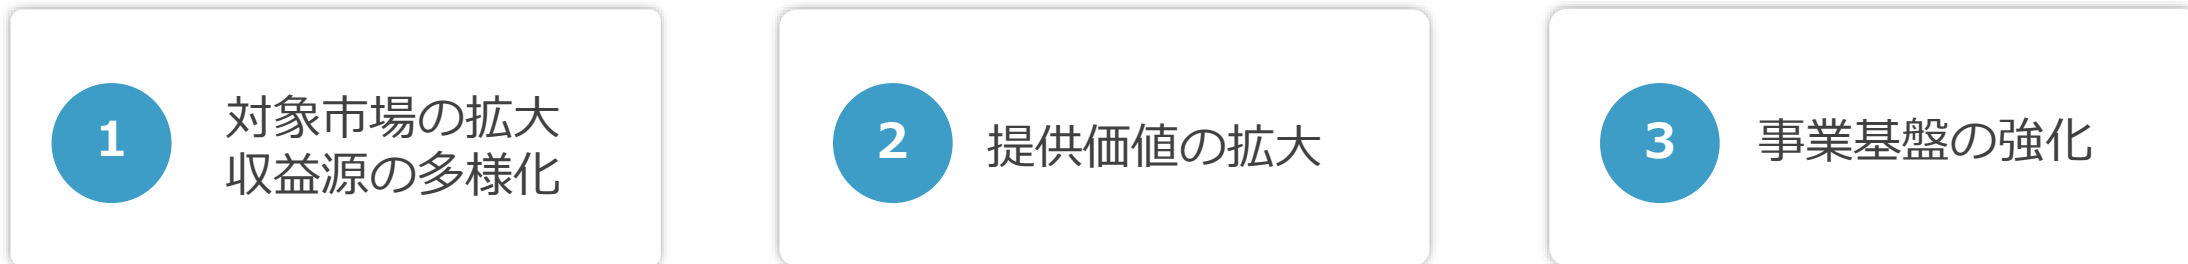 1
対象市場の拡大
収益源の多様化
2
提供価値の拡大
3
事業基盤の強化